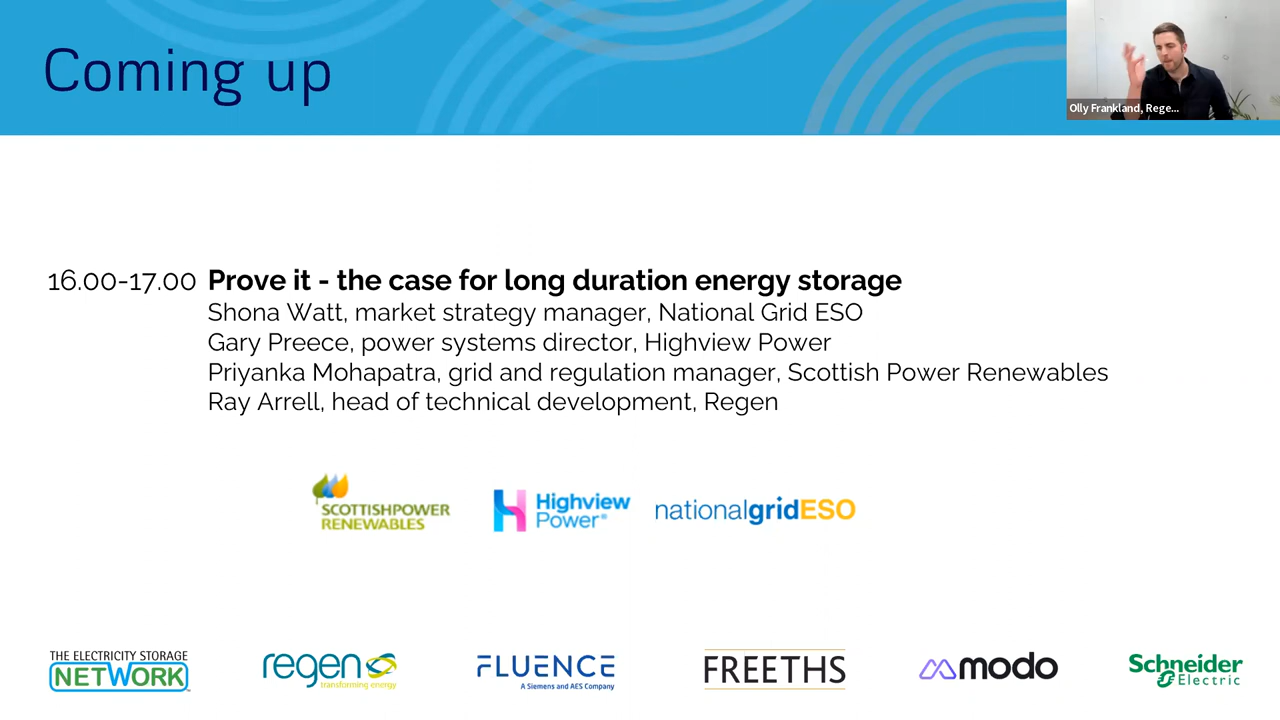 Coming up
Olly Frankland, Rege...
16.00-17.00 Prove it - the case for long duration energy storage
Shona Watt, market strategy manager, National Grid ESO
Gary Preece, power systems director, Highview Power
Priyanka Mohapatra, grid and regulation manager, Scottish Power Renewables
Ray Arrell, head of technical development, Regen
SCOTTISHPOWER
RENEWABLES
Highview
Power®
nationalgridESO
THE ELECTRICITY STORAGE
NETWORK
regen
transforming energy
FLUENCE
A Siemens and AES Company
FREETHS
modo
Schneider
Electric